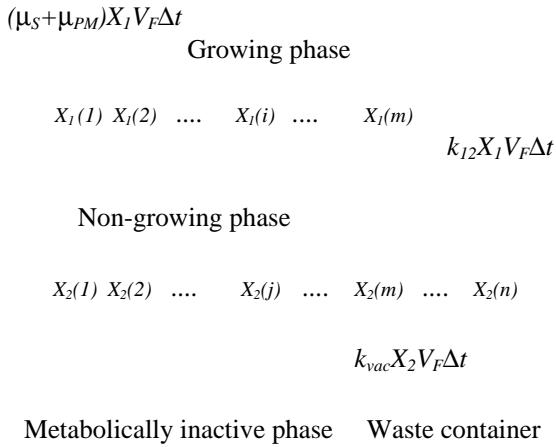 (μS+μPM)X1VFΔt
Growing phase
X1(1) X1(2) .... X1(i) .... X1(m)
k12X1VFΔt
Non-growing phase
X2(1) X2(2) .... X2(j) .... X2(m) .... X2(n)
kvacX2VFΔt
Metabolically inactive phase Waste container